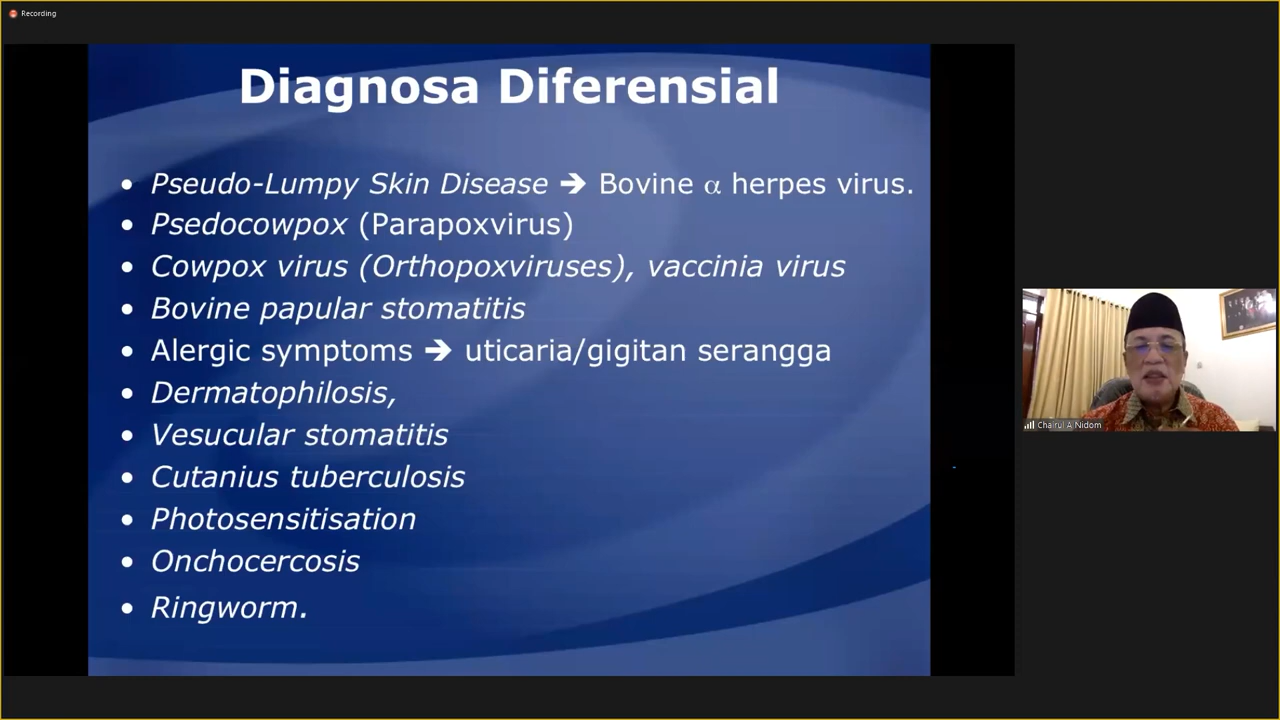 Recording
Diagnosa Diferensial
• Pseudo-Lumpy Skin Disease ➔ Bovine α herpes virus.
• Psedocowpox (Parapoxvirus)
• Cowpox virus (Orthopoxviruses), vaccinia virus
• Bovine papular stomatitis
• Alergic symptoms ➔ uticaria/gigitan serangga
• Dermatophilosis,
• Vesucular stomatitis
• Cutanius tuberculosis
• Photosensitisation
• Onchocercosis
• Ringworm.
Chairul A Nidom